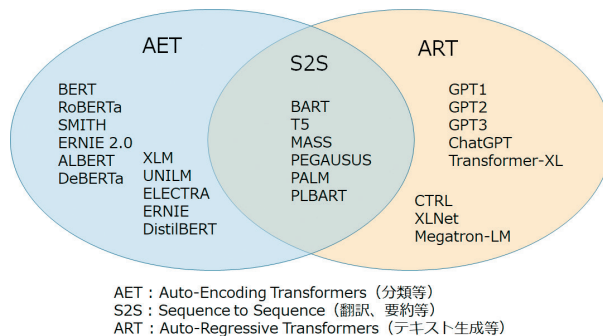 AET
S2S
ART
BERT
RoBERTa
SMITH
ERNIE 2.0
ALBERT
DeBERTa
XLM
UNILM
ELECTRA
ERNIE
DistilBERT
BART
T5
MASS
PEGAUSUS
PALM
PLBART
GPT1
GPT2
GPT3
ChatGPT
Transformer-XL
CTRL
XLNet
Megatron-LM
AET：Auto-Encoding Transformers（分類等）
S2S：Sequence to Sequence（翻訳、要約等）
ART：Auto-Regressive Transformers（テキスト生成等）